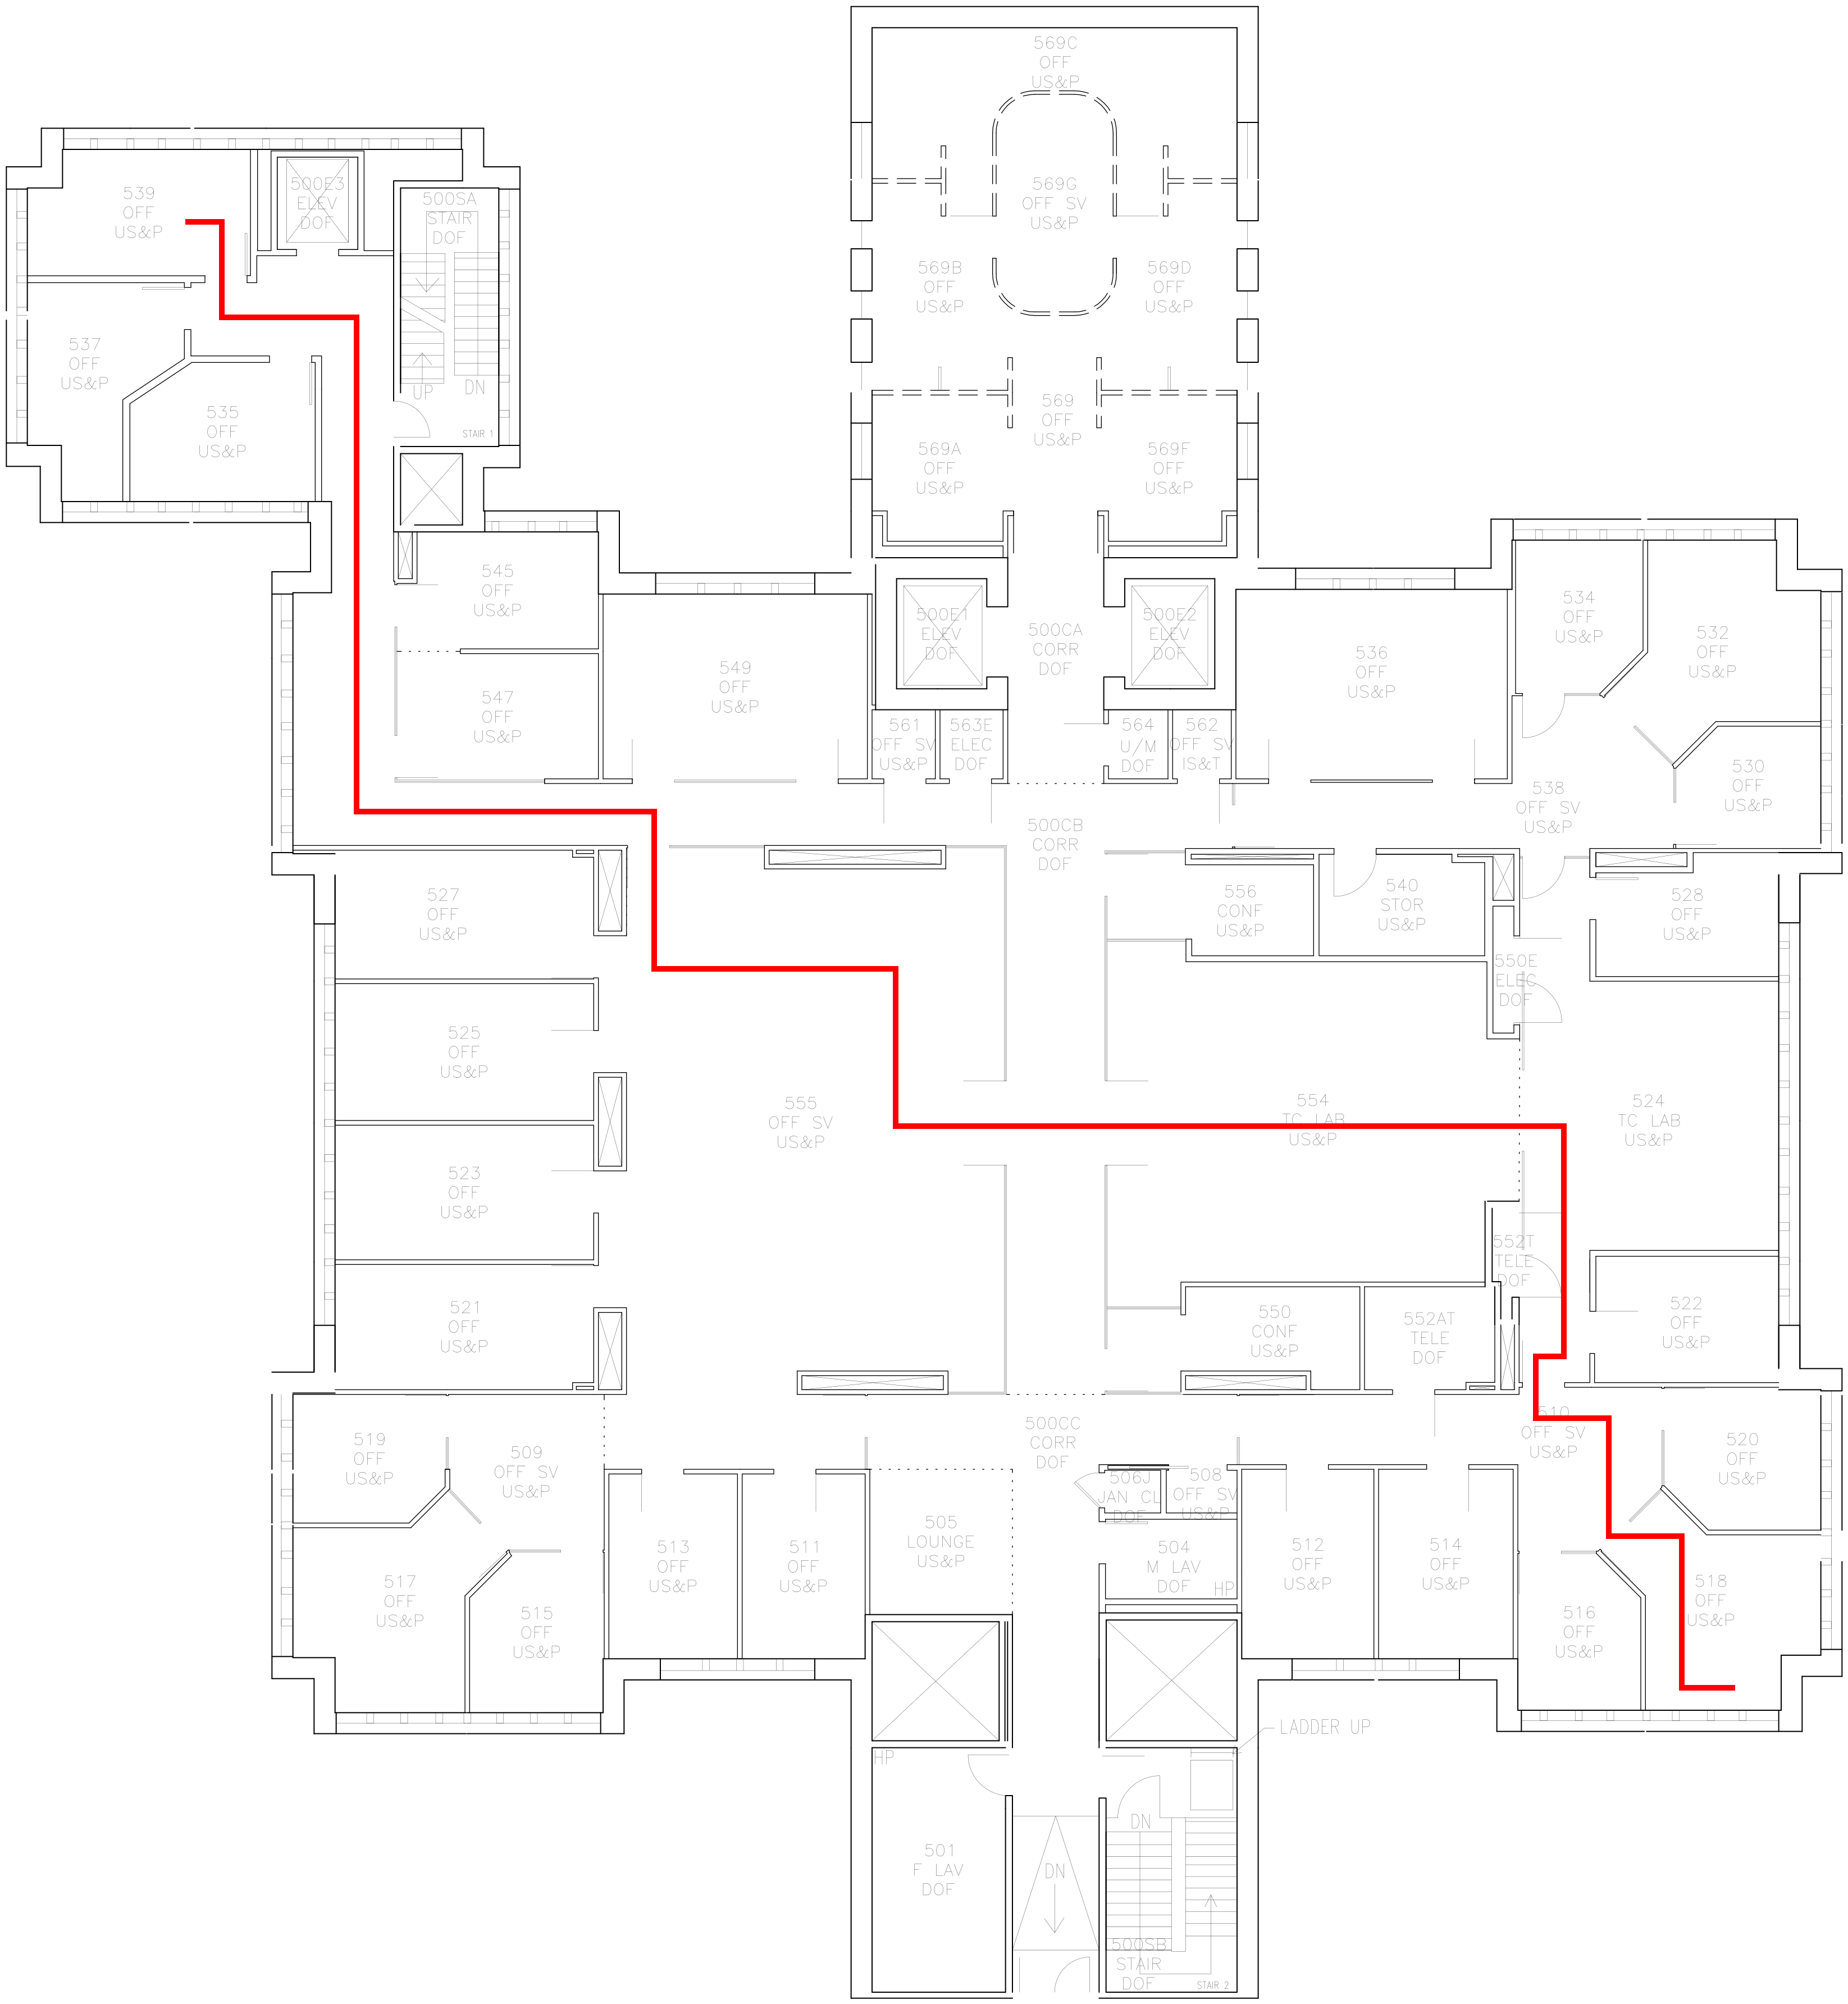 569C
OFF
US&P
539
OFF
US&P
500E3
ELEV
DOF
500SA
STAIR
DOF
569G
OFF SV
US&P
569B
OFF
US&P
569D
OFF
US&P
537
OFF
US&P
UP
DN
STAIR 1
535
OFF
US&P
569
OFF
US&P
569A
OFF
US&P
569F
OFF
US&P
545
OFF
US&P
500E1
ELEV
DOF
500CA
CORR
DOF
500E2
ELEV
DOF
534
OFF
US&P
532
OFF
US&P
536
OFF
US&P
549
OFF
US&P
547
OFF
US&P
561
OFF SV
US&P
563E
ELEC
DOF
564
U/M
DOF
562
OFF SV
IS&T
538
OFF SV
US&P
530
OFF
US&P
500CB
CORR
DOF
527
OFF
US&P
556
CONF
US&P
540
STOR
US&P
528
OFF
US&P
550E
ELEC
DOF
525
OFF
US&P
555
OFF SV
US&P
554
TC LAB
US&P
524
TC LAB
US&P
523
OFF
US&P
552T
TELE
DOF
521
OFF
US&P
550
CONF
US&P
552AT
TELE
DOF
522
OFF
US&P
519
OFF
US&P
509
OFF SV
US&P
500CC
CORR
DOF
510
OFF SV
US&P
520
OFF
US&P
506J
JAN CL
DOF
508
OFF SV
US&P
505
LOUNGE
US&P
513
OFF
US&P
511
OFF
US&P
504
M LAV
DOF
HP
512
OFF
US&P
514
OFF
US&P
517
OFF
US&P
515
OFF
US&P
516
OFF
US&P
518
OFF
US&P
LADDER UP
HP
DN
501
F LAV
DOF
DN
500SB
STAIR
DOF
STAIR 2